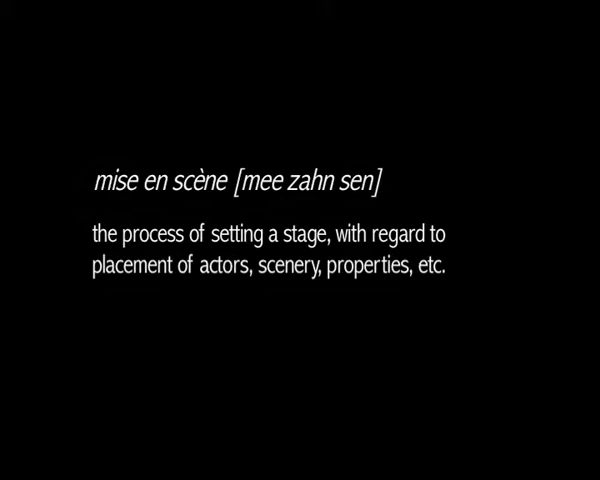 mise en scène [mee zahn sen]
the process of setting a stage, with regard to
placement of actors, scenery, properties, etc.